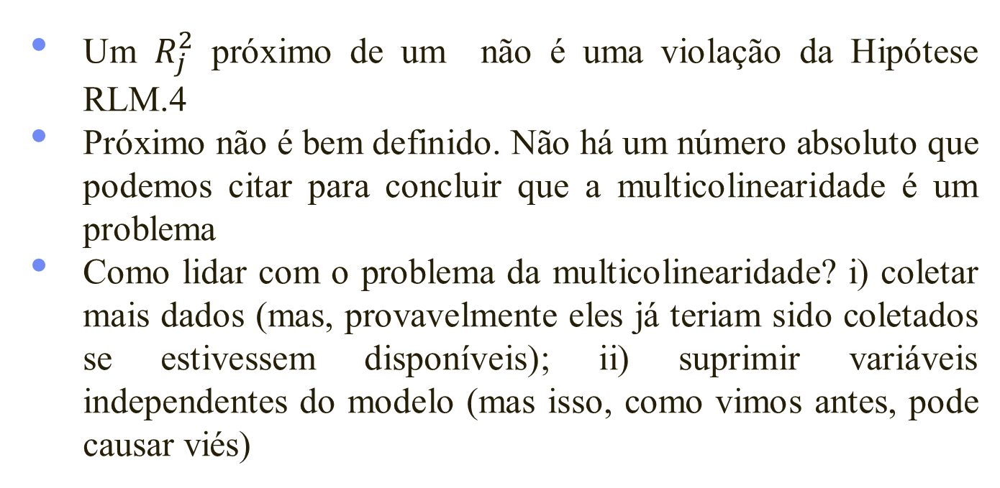 • Um $R_j^2$ próximo de um não é uma violação da Hipótese
RLM.4
• Próximo não é bem definido. Não há um número absoluto que
podemos citar para concluir que a multicolinearidade é um
problema
• Como lidar com o problema da multicolinearidade? i) coletar
mais dados (mas, provavelmente eles já teriam sido coletados
se estivessem disponíveis); ii) suprimir variáveis
independentes do modelo (mas isso, como vimos antes, pode
causar viés)